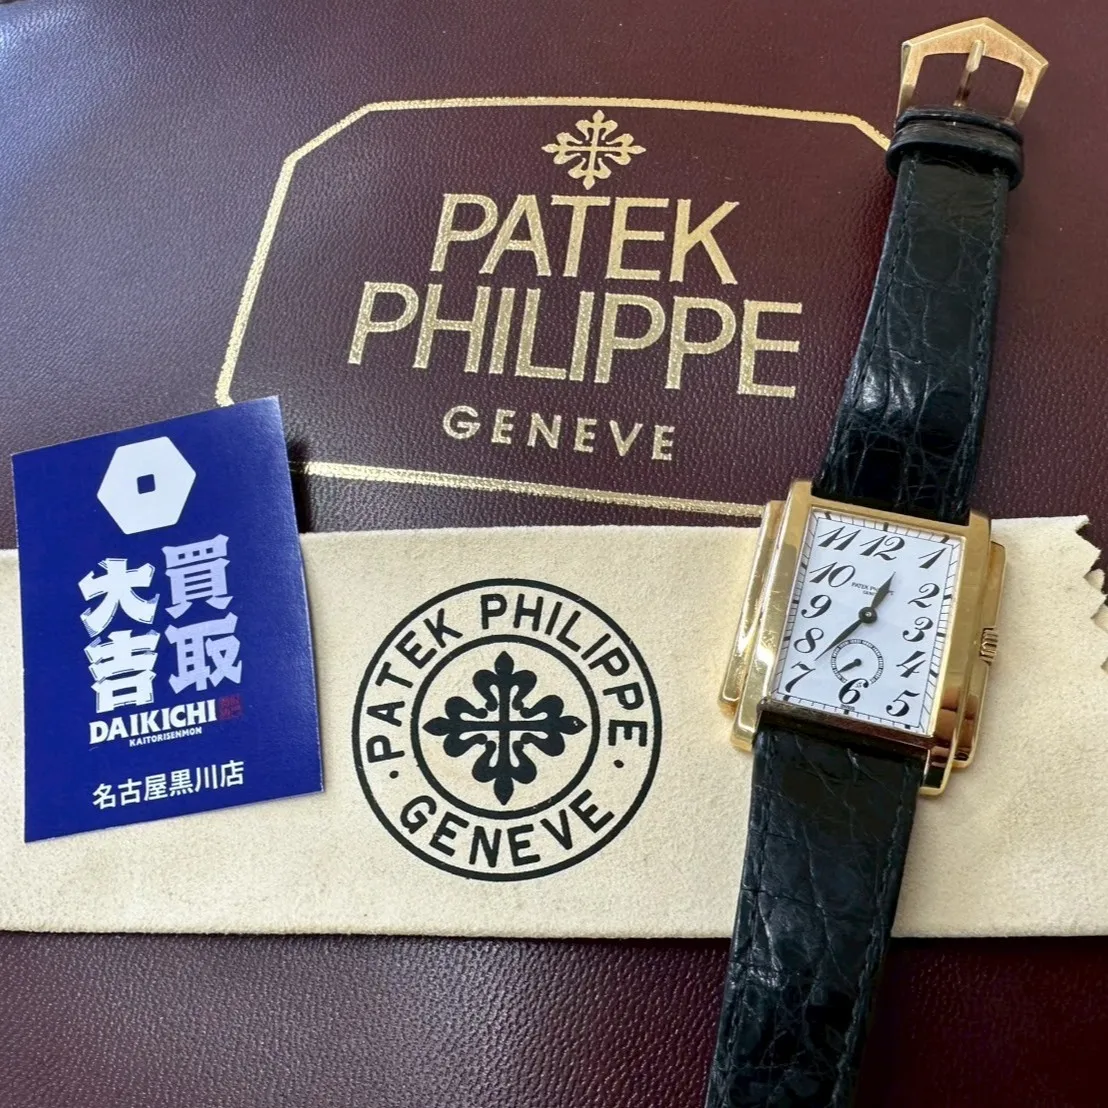 PATEK
PHILIPPE
GENEVE
買取
大吉
DAIKICHI
KAITORISENMON
名古屋黒川店
PATEK PHILIPPE
GENEVE
11 12 1
10 2
9 3
8 4
7 6 5
PATEK PHILIPPE
GENEVE